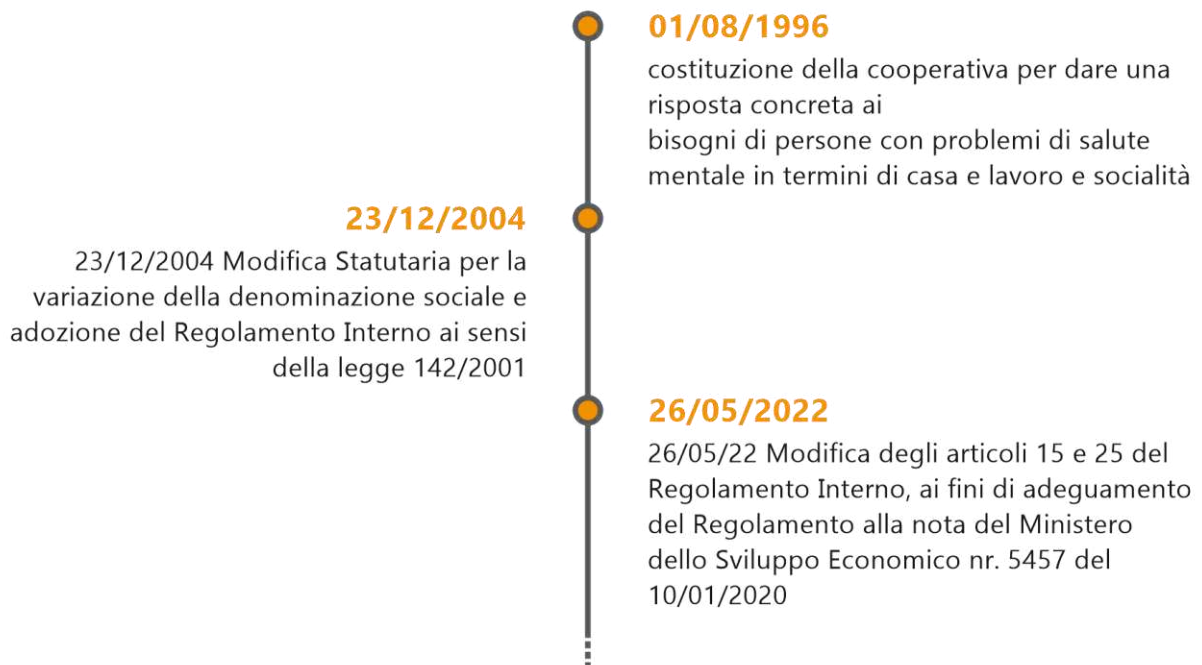 01/08/1996
costituzione della cooperativa per dare una
risposta concreta ai
bisogni di persone con problemi di salute
mentale in termini di casa e lavoro e socialità
23/12/2004
23/12/2004 Modifica Statutaria per la
variazione della denominazione sociale e
adozione del Regolamento Interno ai sensi
della legge 142/2001
26/05/2022
26/05/22 Modifica degli articoli 15 e 25 del
Regolamento Interno, ai fini di adeguamento
del Regolamento alla nota del Ministero
dello Sviluppo Economico nr. 5457 del
10/01/2020